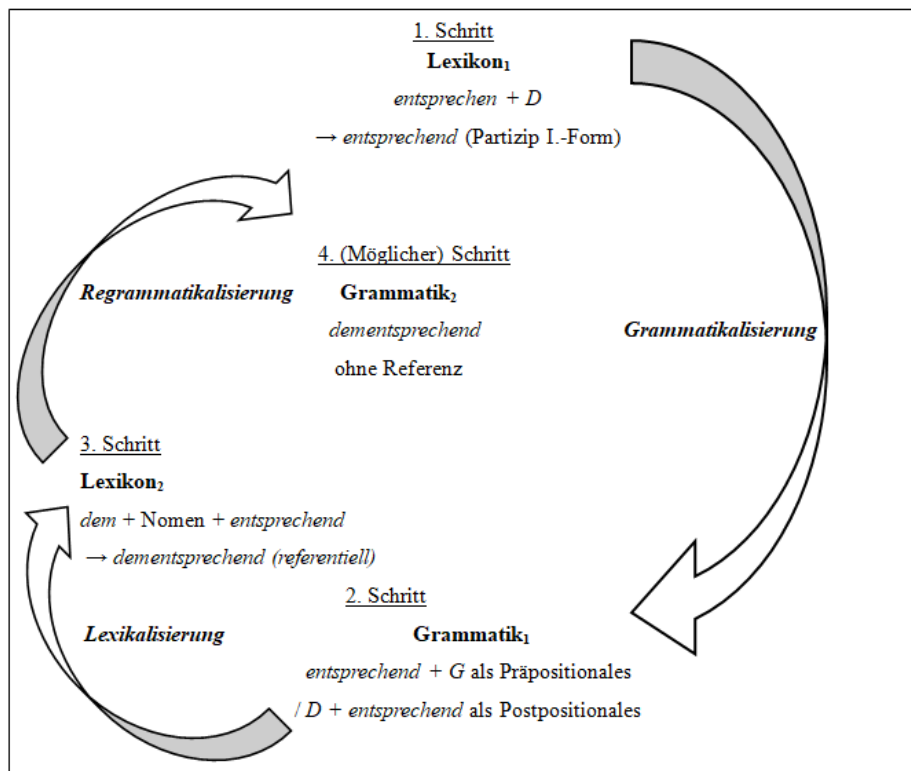 1. Schritt
Lexikon₁
entsprechen + D
→ entsprechend (Partizip I.-Form)
4. (Möglicher) Schritt
Regrammatikalisierung
Grammatik₂
dementsprechend
Grammatikalisierung
ohne Referenz
3. Schritt
Lexikon₂
dem + Nomen + entsprechend
→ dementsprechend (referentiell)
2. Schritt
Lexikalisierung
Grammatik₁
entsprechend + G als Präpositionales
/ D + entsprechend als Postpositionales